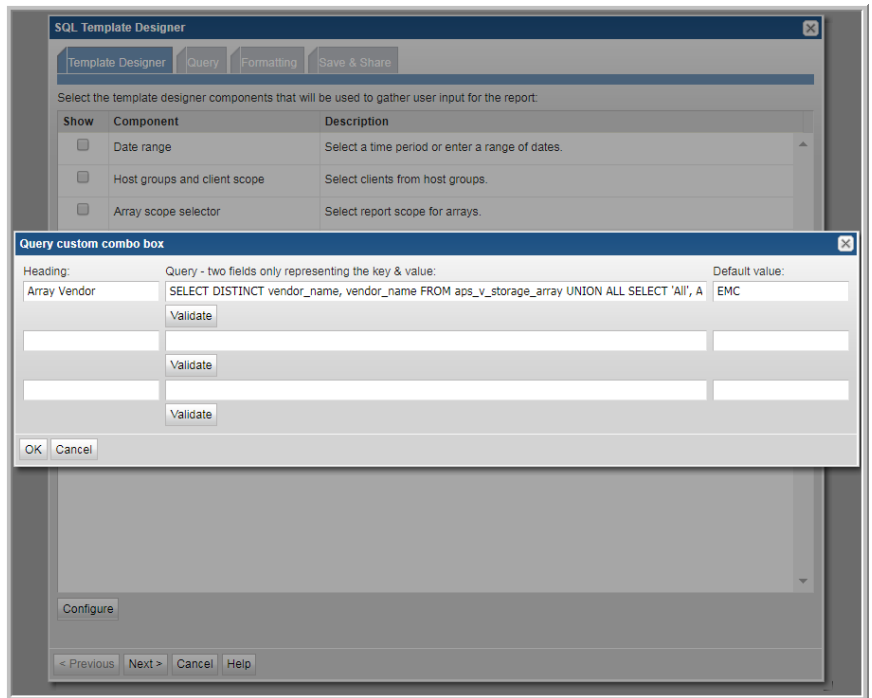 SQL Template Designer
Template Designer Query Formatting Save & Share
Select the template designer components that will be used to gather user input for the report:
Show Component Description
Date range Select a time period or enter a range of dates.
Host groups and client scope Select clients from host groups.
Array scope selector Select report scope for arrays.
Query custom combo box
Heading: Query - two fields only representing the key & value: Default value:
Array Vendor SELECT DISTINCT vendor_name, vendor_name FROM aps_v_storage_array UNION ALL SELECT 'All', A EMC
Validate
Validate
Validate
OK Cancel
Configure
< Previous Next > Cancel Help